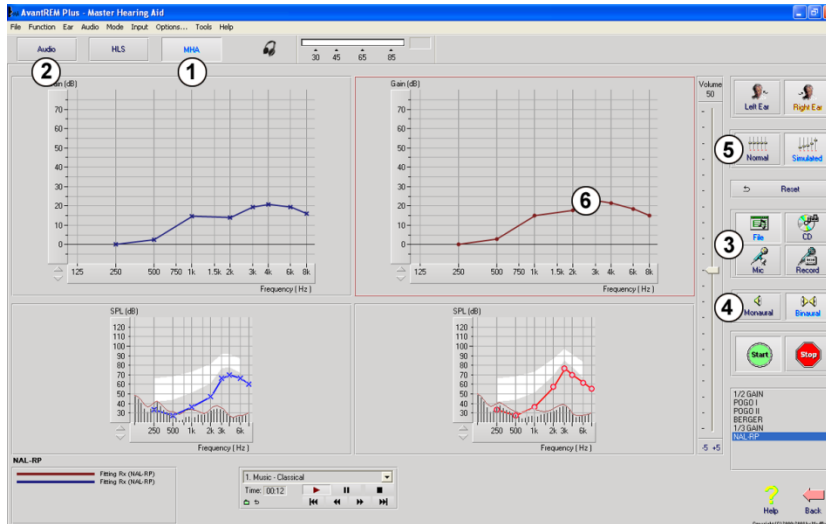 AvantREM Plus - Master Hearing Aid
File Function Ear Audio Mode Input Options... Tools Help
Audio HLS MHA
30 45 65 85
2 1
Gain (dB)
70
60
50
40
30
20
10
0
125 250 500 750 1k 1.5k 2k 3k 4k 6k 8k
Frequency (Hz)
Gain (dB)
70
60
50
40
30
20
10
0
6
125 250 500 750 1k 1.5k 2k 3k 4k 6k 8k
Frequency (Hz)
Volume
50
-5 +5
Left Ear Right Ear
5
Normal Simulated
Reset
File CD
3
Mic Record
4
Monaural Binaural
Start Stop
SPL (dB)
120
110
100
90
80
70
60
50
40
30
250 500 1k 2k 3k 6k
Frequency (Hz)
SPL (dB)
120
110
100
90
80
70
60
50
40
30
250 500 1k 2k 3k 6k
Frequency (Hz)
1/2 GAIN
POGO I
POGO II
BERGER
1/3 GAIN
NAL-RP
NAL-RP
Fitting Rx (NAL-RP)
Fitting Rx (NAL-RP)
1. Music - Classical
Time: 00:12
Help Back